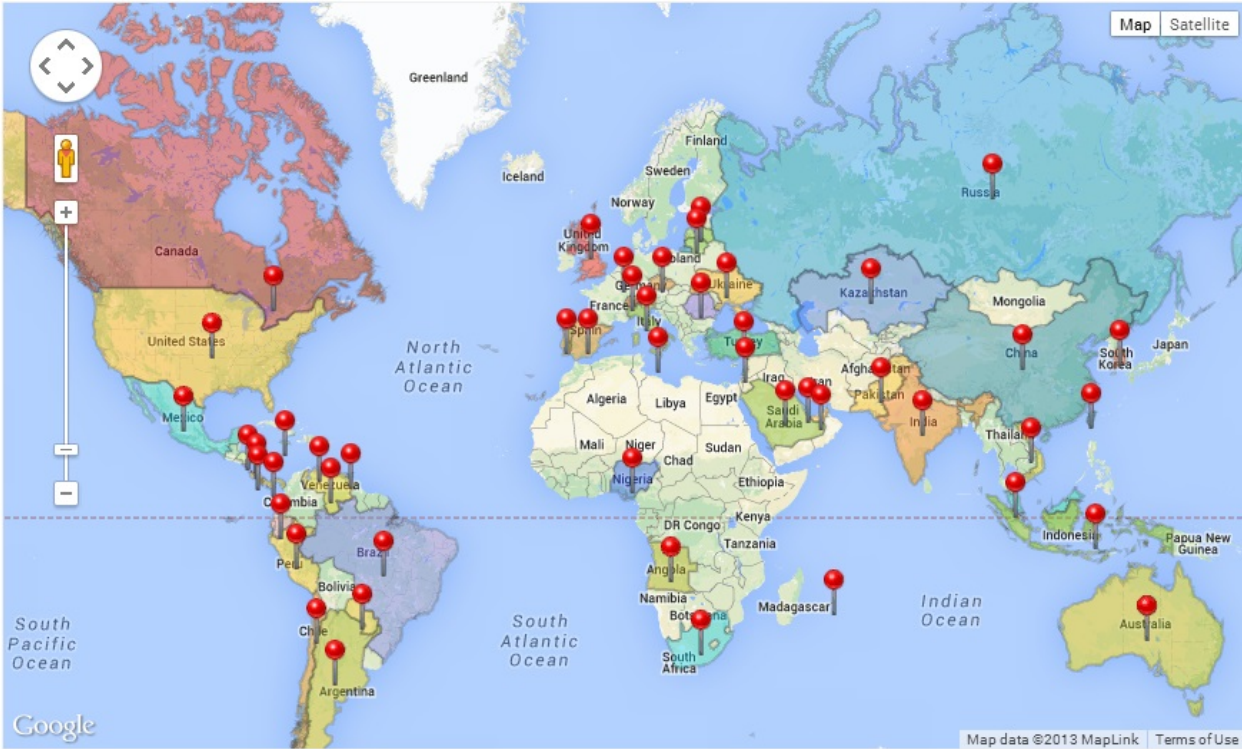 Map
Satellite
Greenland
Finland
Iceland
Sweden
Russia
Norway
Canada
United
Kingdom
Poland
Germany
Ukraine
Kazakhstan
Mongolia
France
United States
Spain
Italy
Turkey
China
South
Korea
Japan
North
Atlantic
Ocean
Afghanistan
Iraq
Iran
Algeria
Libya
Egypt
Pakistan
Saudi
Arabia
India
Mexico
Mali
Niger
Sudan
Chad
Thailand
Nigeria
Ethiopia
Venezuela
Colombia
Kenya
DR Congo
Tanzania
Indonesia
Papua New
Guinea
Peru
Brazil
Angola
Bolivia
Namibia
Madagascar
Botswana
Indian
Ocean
Chile
South
Pacific
Ocean
South
Atlantic
Ocean
Australia
South
Africa
Argentina
Google
Map data ©2013 MapLink
Terms of Use